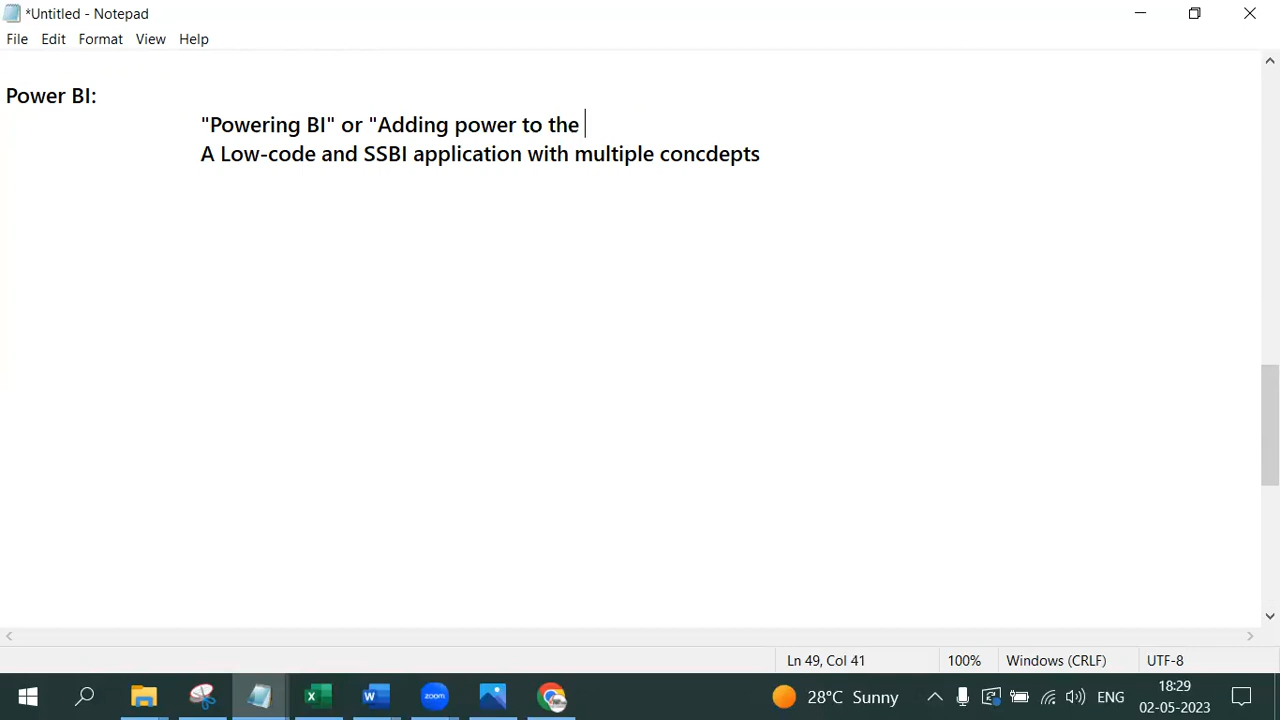 *Untitled - Notepad
File Edit Format View Help
Power BI:
"Powering BI" or "Adding power to the
A Low-code and SSBI application with multiple concdepts
Ln 49, Col 41 100% Windows (CRLF) UTF-8
zoom
28°C Sunny
ENG
18:29
02-05-2023